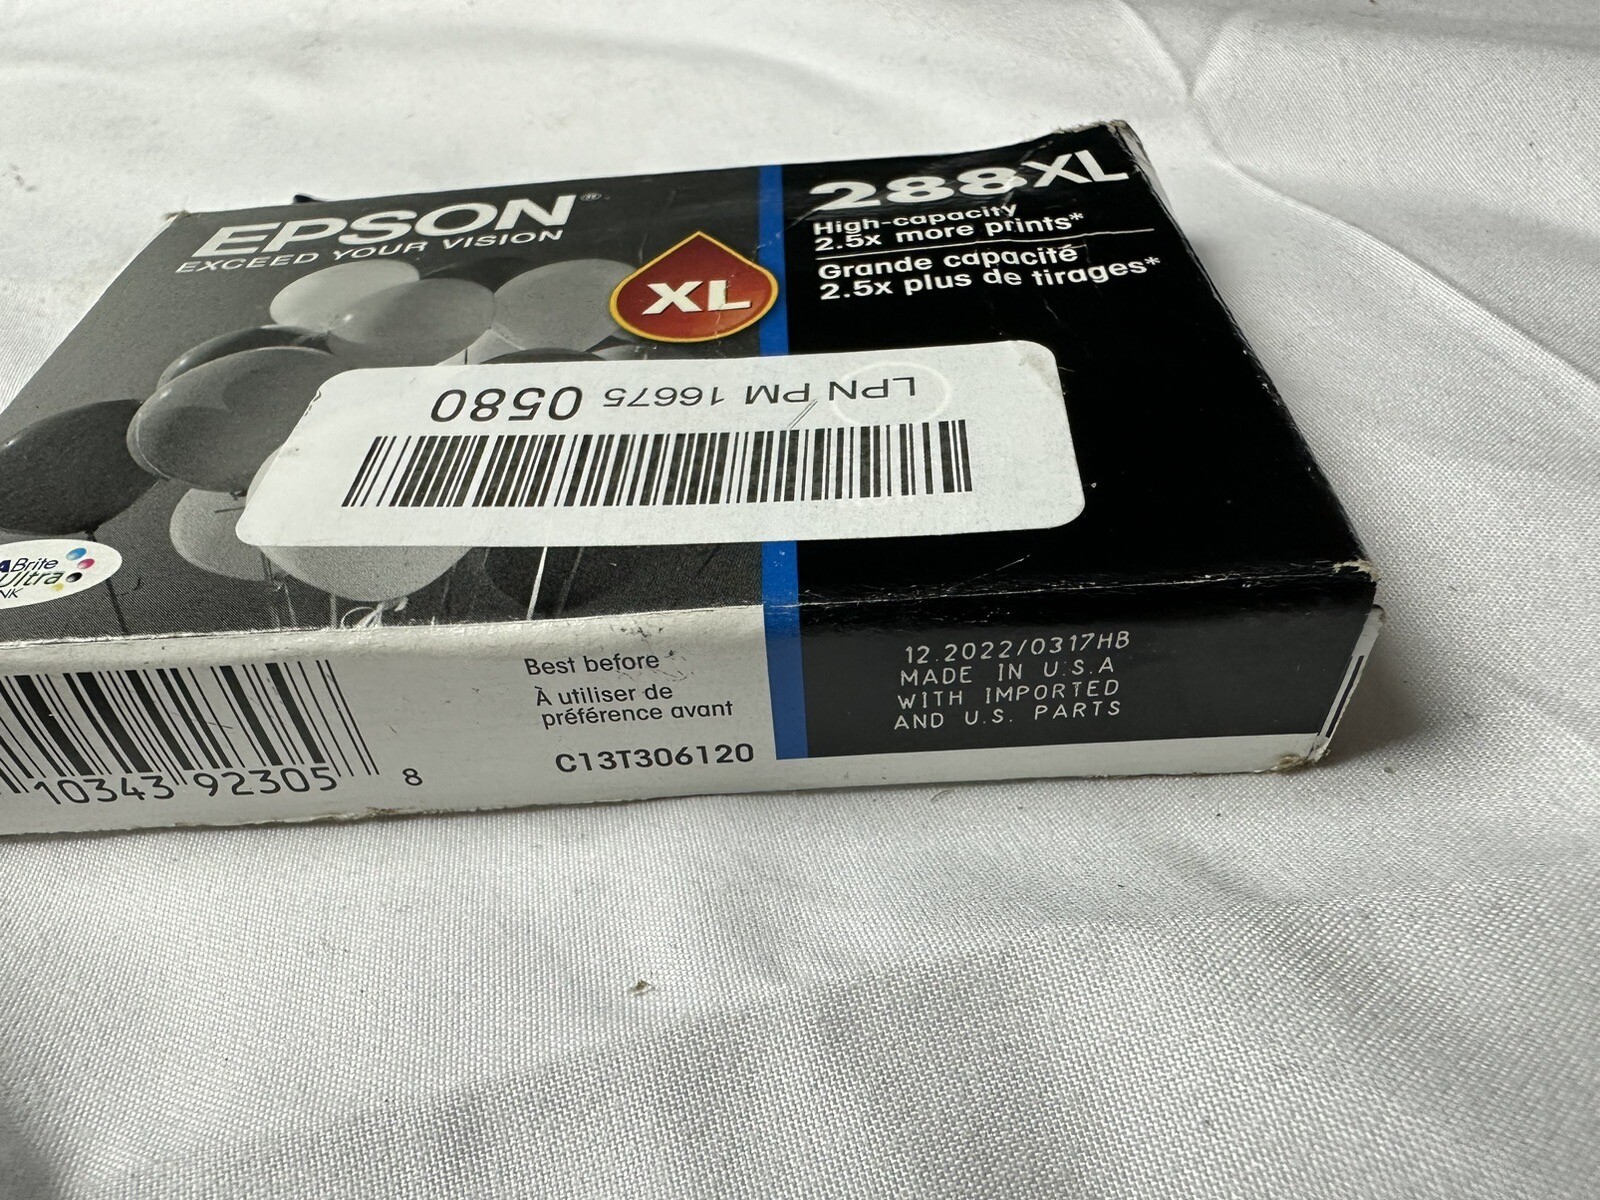 EPSON®
EXCEED YOUR VISION
XL
288XL
High-capacity
2.5x more prints*
Grande capacité
2.5x plus de tirages*
LPN PM 16675 0580
Brite
Ultra
Best before
À utiliser de
préférence avant
C13T306120
10343 92305 8
12.2022/0317HB
MADE IN U.S.A
WITH IMPORTED
AND U.S. PARTS